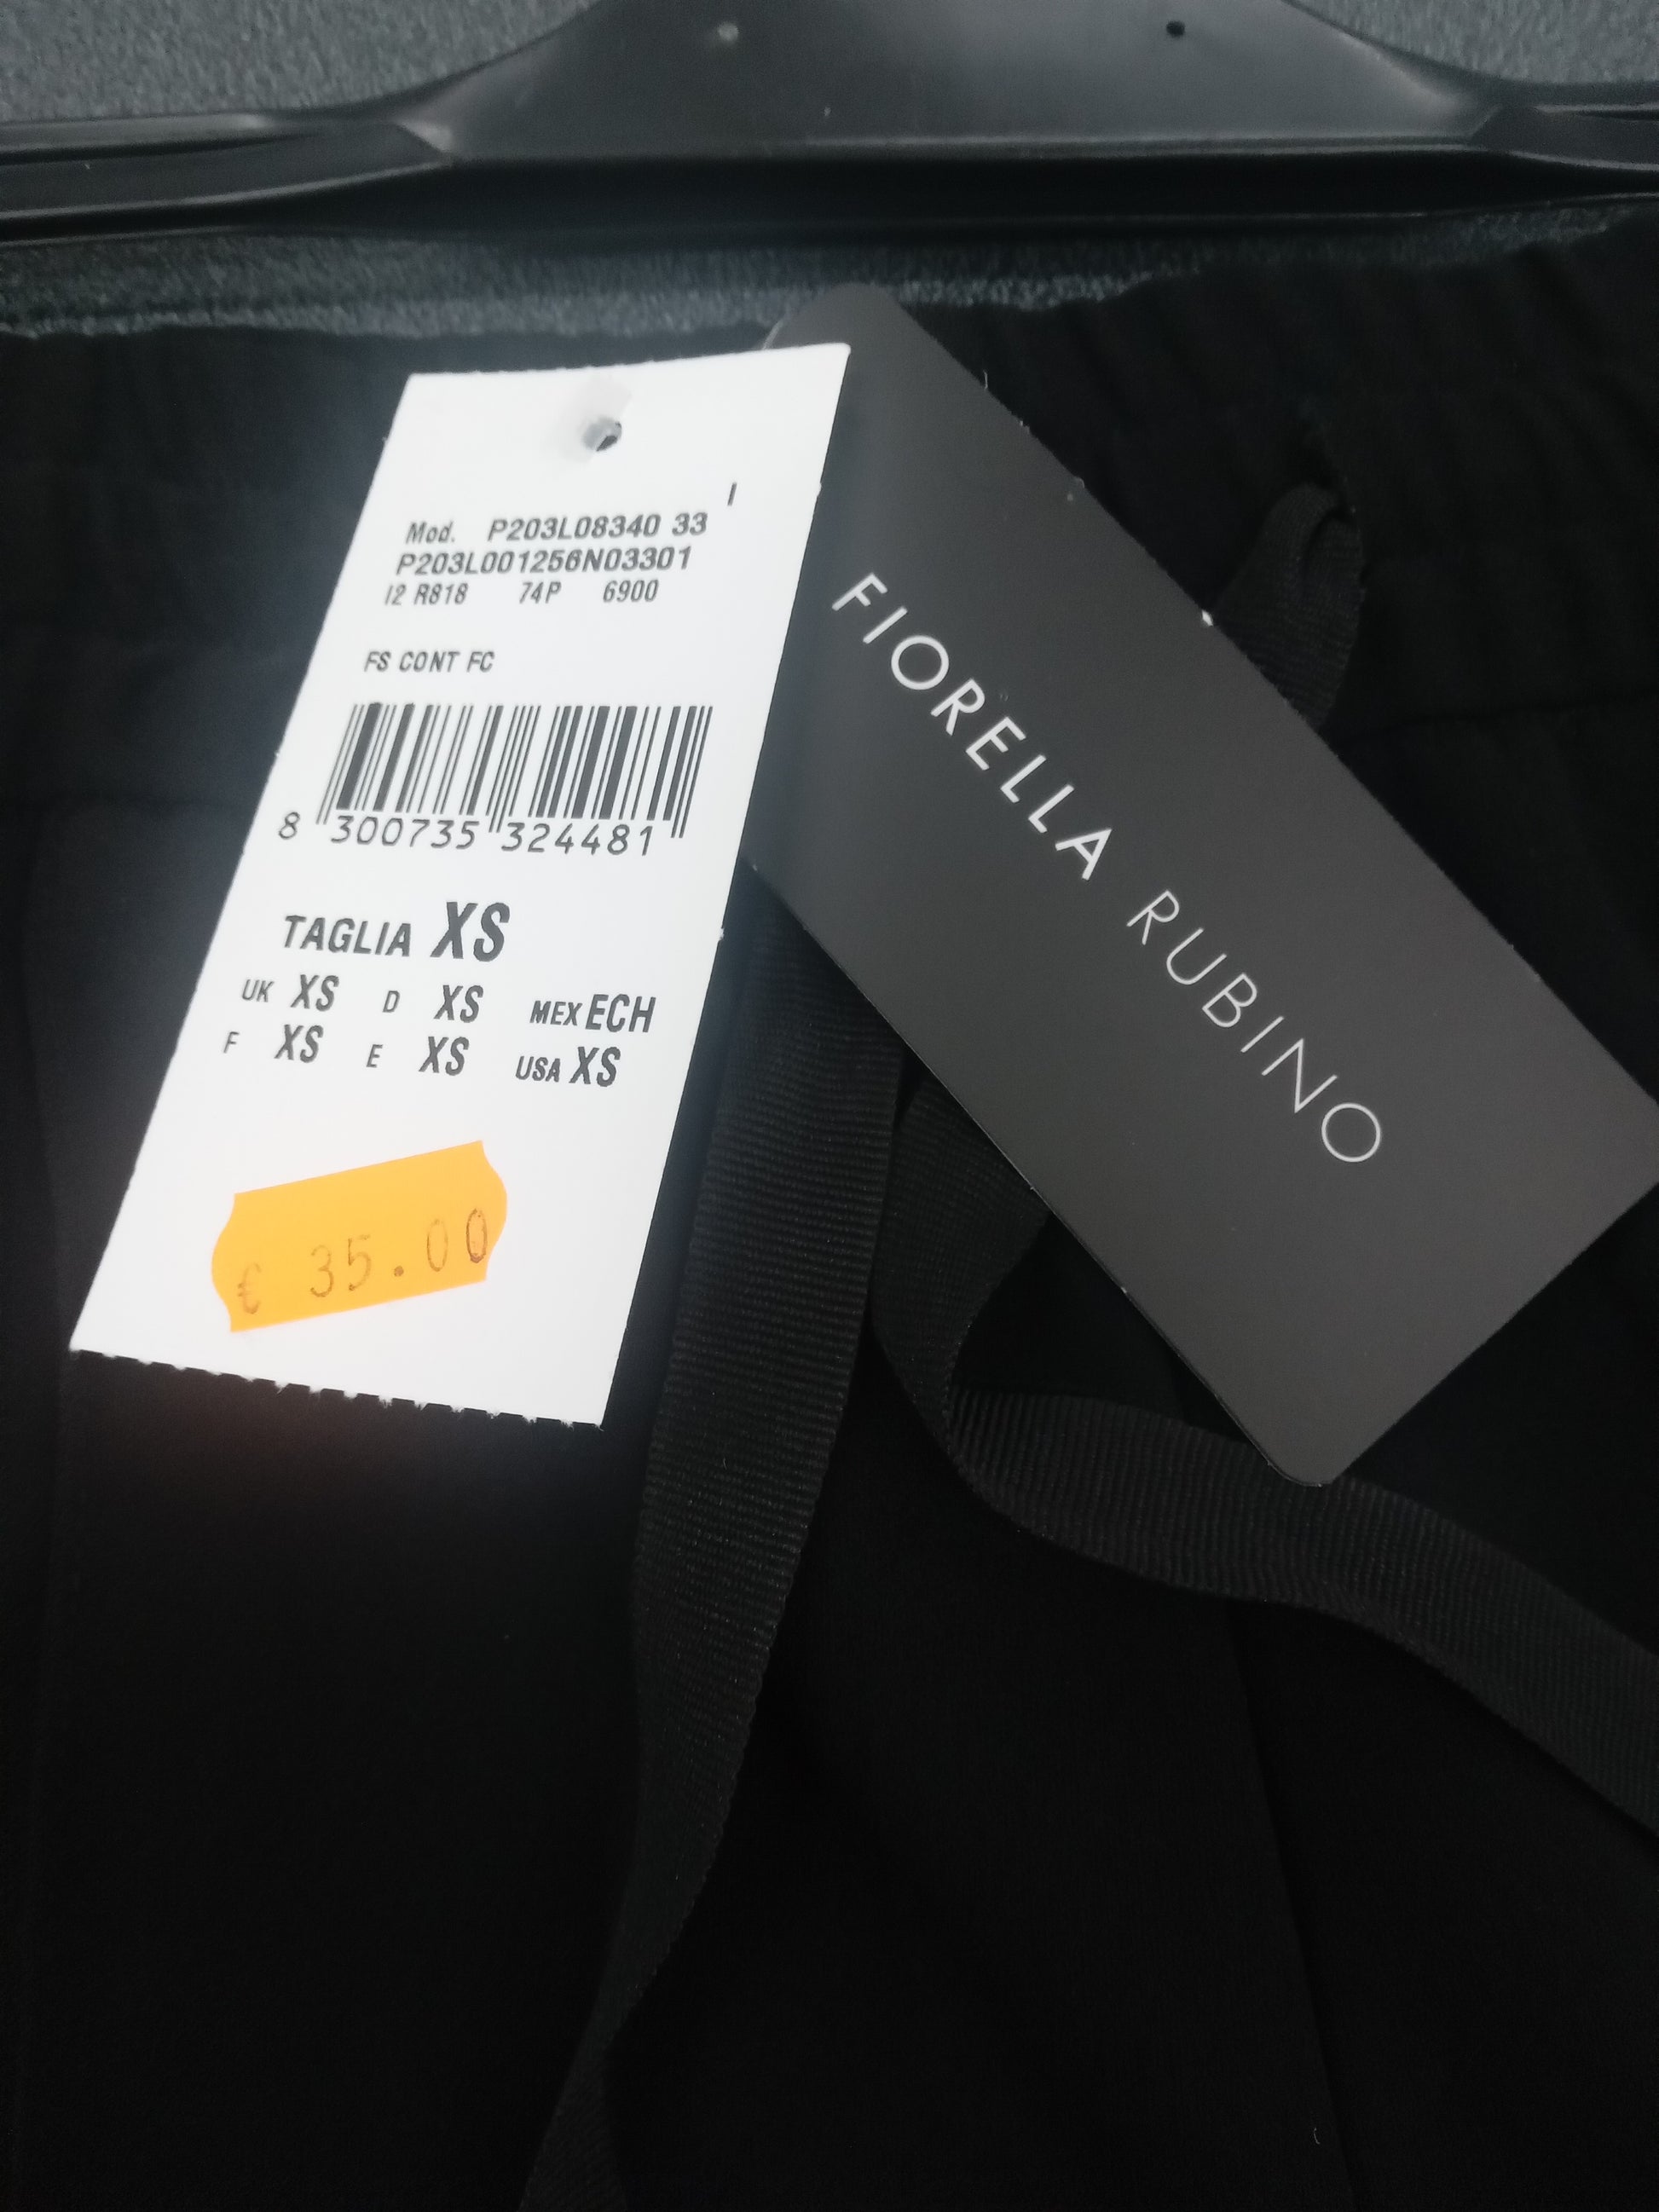 I
Mod. P203L08340 33
P203L001256N03301
I2 R818 74P 6900
FS CONT FC
8 300735 324481
TAGLIA XS
UK XS D XS MEX ECH
F XS E XS USA XS
€ 35.00
FIORELLA RUBINO